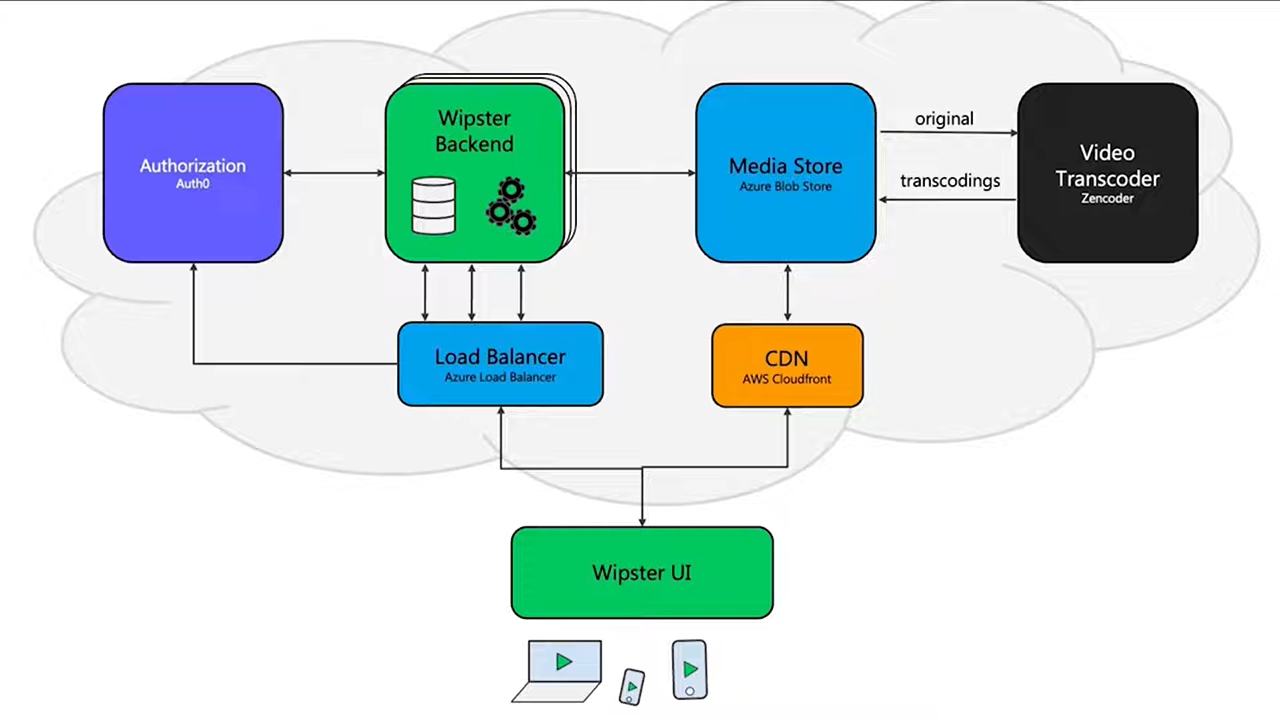 Authorization
Auth0
Wipster
Backend
Media Store
Azure Blob Store
original
transcodings
Video
Transcoder
Zencoder
Load Balancer
Azure Load Balancer
CDN
AWS Cloudfront
Wipster UI